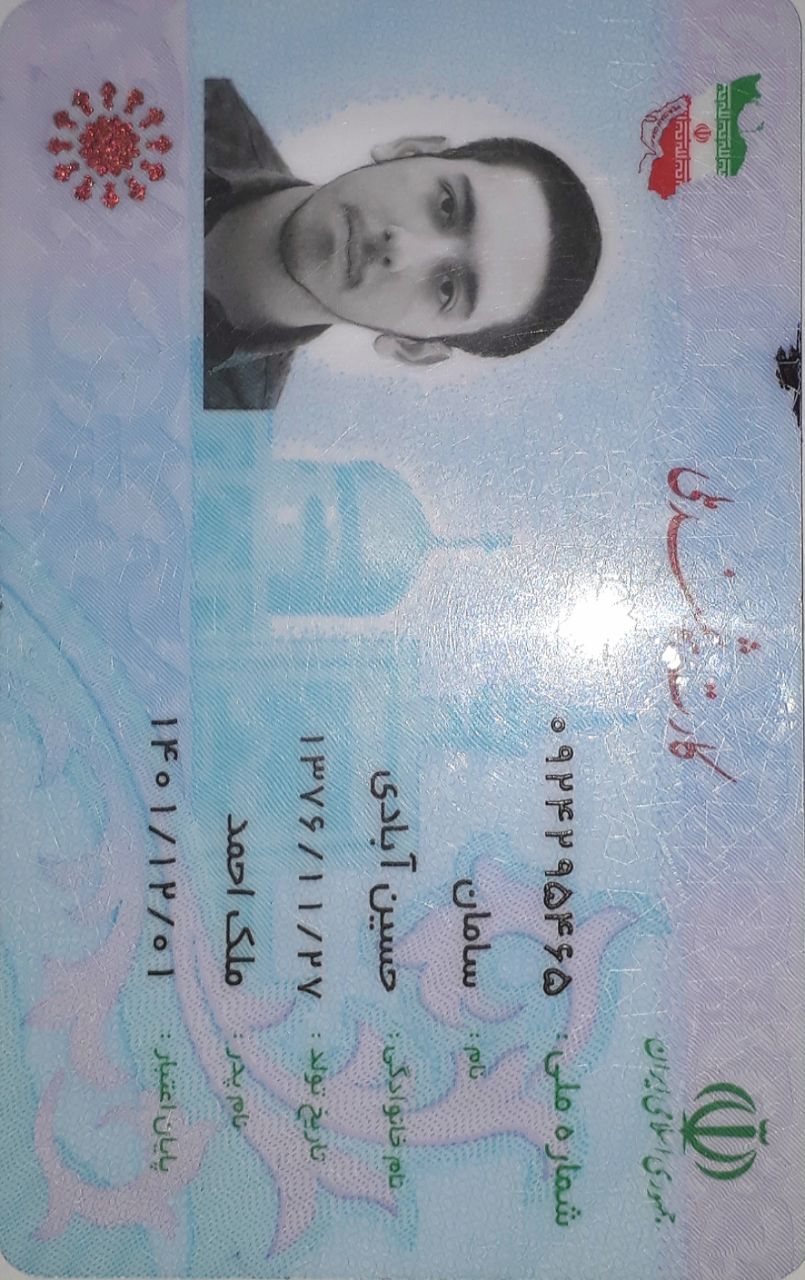 جمهوری اسلامی ایران
کارت شناسایی ملی
شماره ملی : ۰۹۲۴۲۹۵۴۶۵
نام : سامان
نام خانوادگی : حسین آبادی
تاریخ تولد : ۱۳۷۶/۱۱/۲۷
نام پدر : ملک احمد
پایان اعتبار : ۱۴۰۱/۱۲/۰۱